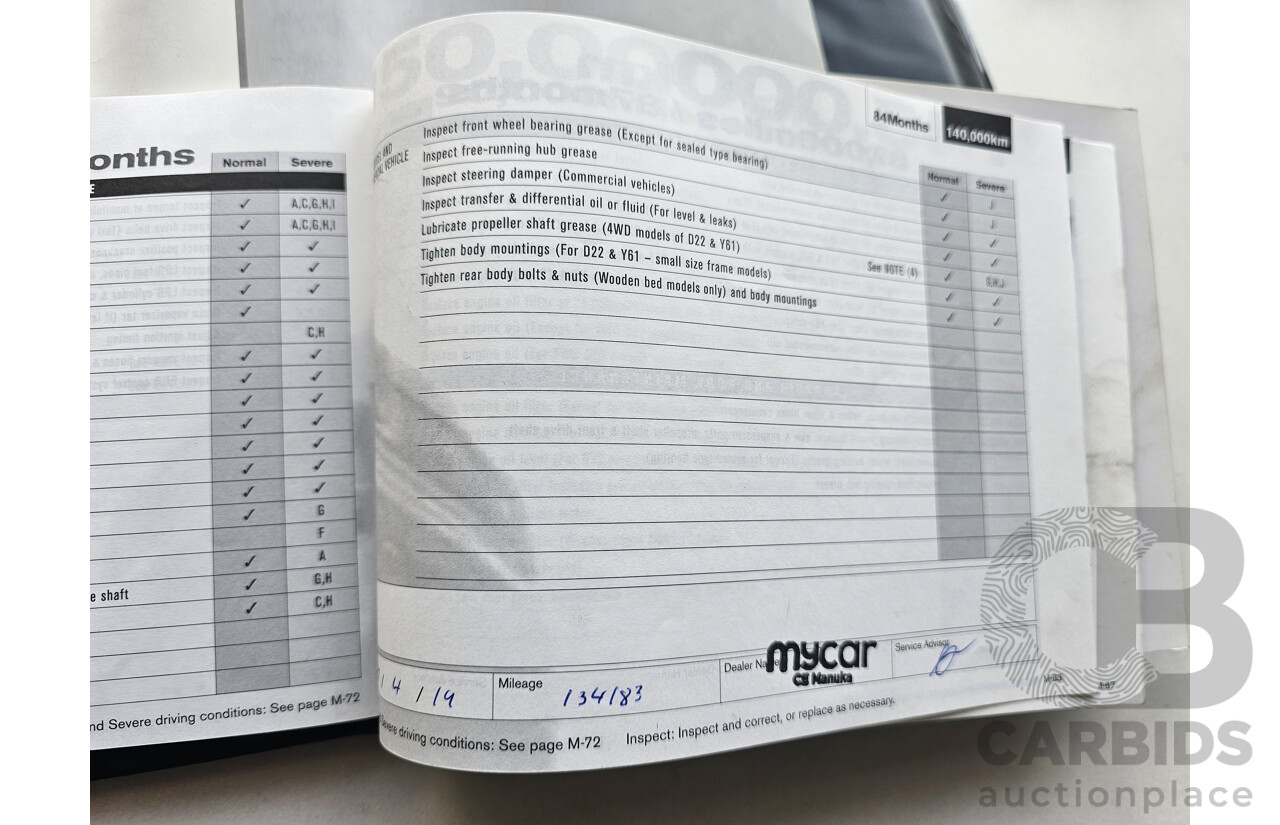 onths
Normal Severe
E
✓ A,C,G,H,I
✓ A,C,G,H,I
✓ ✓
✓ ✓
✓ ✓
✓
C,H
✓ ✓
✓ ✓
✓ ✓
✓ ✓
✓ ✓
✓ ✓
✓ ✓
✓ G
F
✓ A
e shaft ✓ G,H
✓ C,H
nd Severe driving conditions: See page M-72
84Months 140,000km
VEHICLE
Normal Severe
Inspect front wheel bearing grease (Except for sealed type bearing)
Inspect free-running hub grease
Inspect steering damper (Commercial vehicles)
Inspect transfer & differential oil or fluid (For level & leaks)
Lubricate propeller shaft grease (4WD models of D22 & Y61) See NOTE (4) G,H,J
Tighten body mountings (For D22 & Y61 – small size frame models)
Tighten rear body bolts & nuts (Wooden bed models only) and body mountings
/ 4 / 19
Mileage 134183
Dealer Na
mycar
Manuka
Service Advisor
Severe driving conditions: See page M-72 Inspect: Inspect and correct, or replace as necessary.
CB
CARBIDS
auctionplace